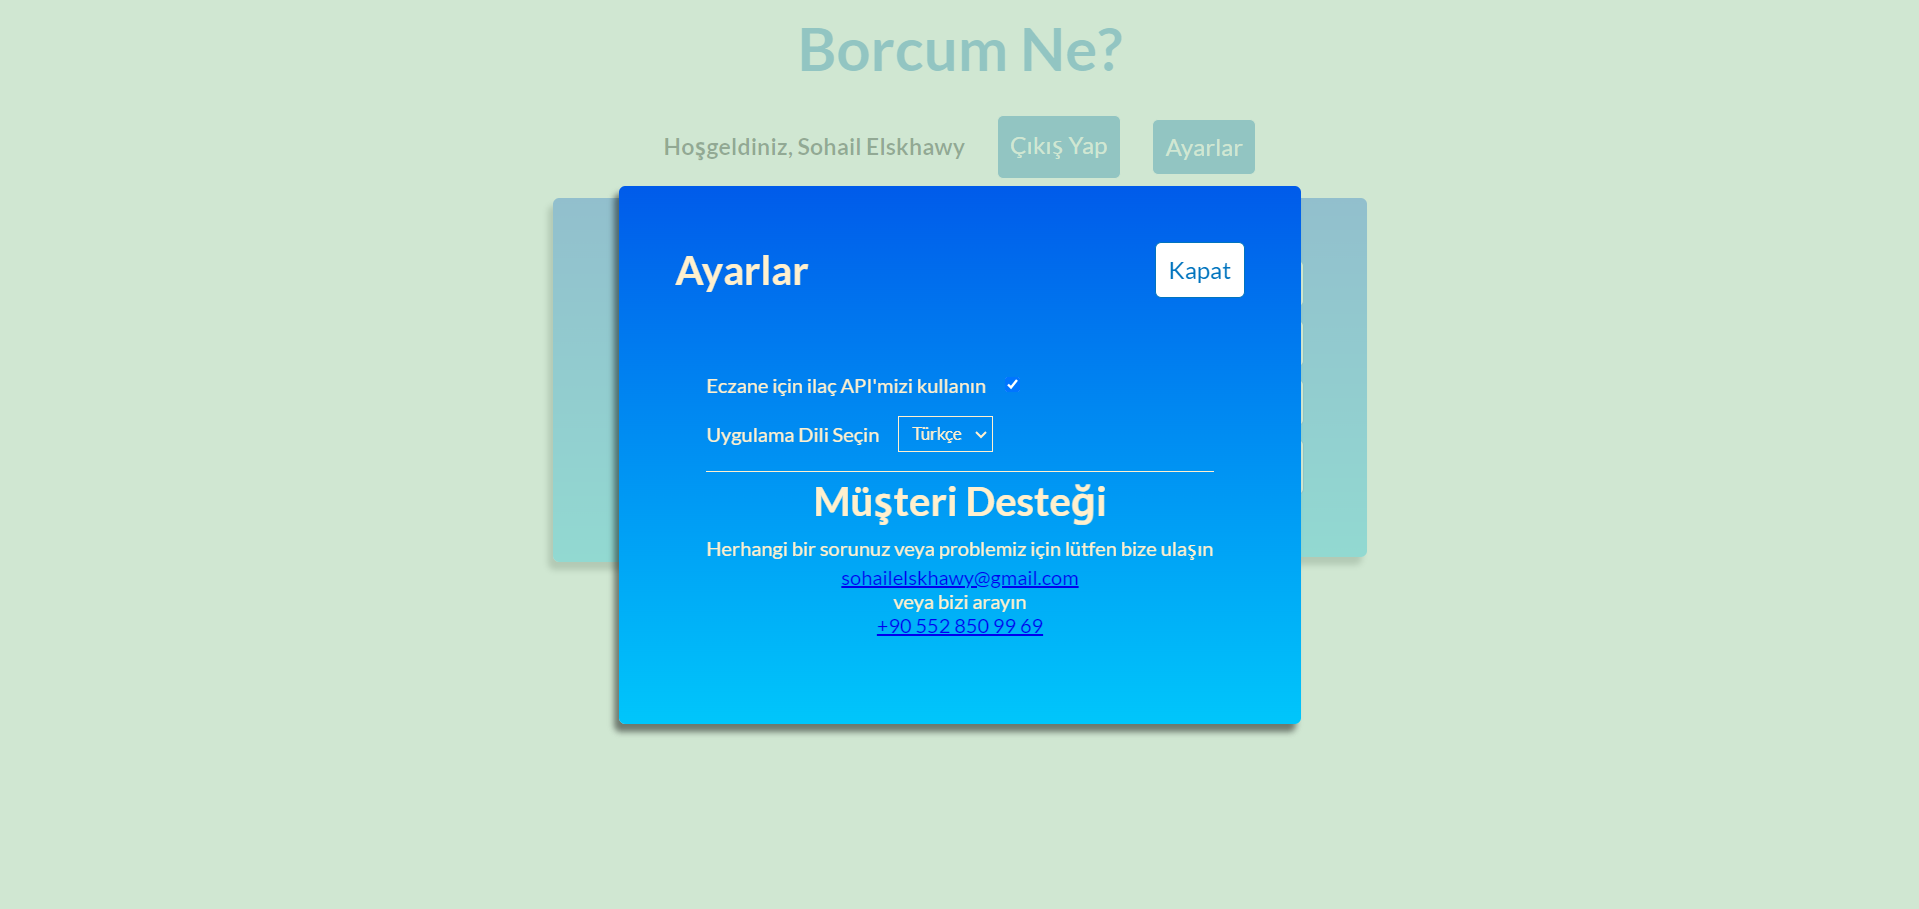 Borcum Ne?
Hoşgeldiniz, Sohail Elskhawy
Çıkış Yap
Ayarlar
Ayarlar
Kapat
Eczane için ilaç API'mizi kullanın
Uygulama Dili Seçin
Türkçe
Müşteri Desteği
Herhangi bir sorunuz veya problemiz için lütfen bize ulaşın
sohailelskhawy@gmail.com
veya bizi arayın
+90 552 850 99 69